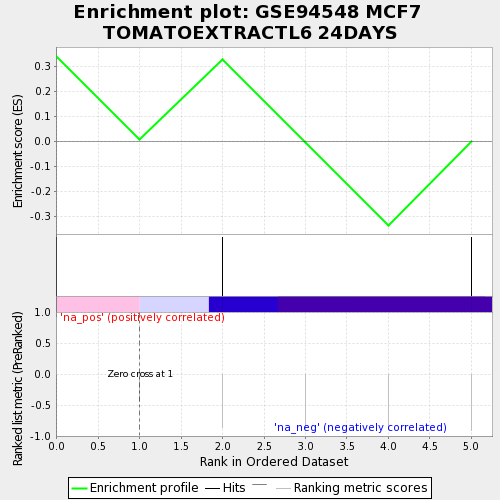 Enrichment plot: GSE94548 MCF7
TOMATOEXTRACTL6 24DAYS
Enrichment score (ES)
0.3
0.2
0.1
0.0
-0.1
-0.2
-0.3
Ranked list metric (PreRanked)
1.0
0.5
0.0
-0.5
-1.0
'na_pos' (positively correlated)
Zero cross at 1
'na_neg' (negatively correlated)
0.0 0.5 1.0 1.5 2.0 2.5 3.0 3.5 4.0 4.5 5.0
Rank in Ordered Dataset
Enrichment profile Hits Ranking metric scores